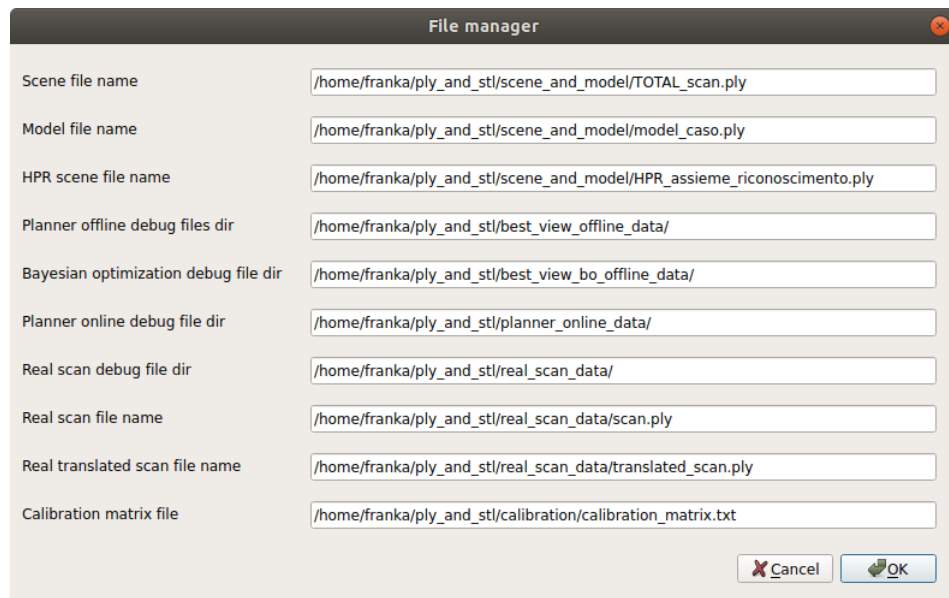 File manager
Scene file name /home/franka/ply_and_stl/scene_and_model/TOTAL_scan.ply
Model file name /home/franka/ply_and_stl/scene_and_model/model_caso.ply
HPR scene file name /home/franka/ply_and_stl/scene_and_model/HPR_assieme_riconoscimento.ply
Planner offline debug files dir /home/franka/ply_and_stl/best_view_offline_data/
Bayesian optimization debug file dir /home/franka/ply_and_stl/best_view_bo_offline_data/
Planner online debug file dir /home/franka/ply_and_stl/planner_online_data/
Real scan debug file dir /home/franka/ply_and_stl/real_scan_data/
Real scan file name /home/franka/ply_and_stl/real_scan_data/scan.ply
Real translated scan file name /home/franka/ply_and_stl/real_scan_data/translated_scan.ply
Calibration matrix file /home/franka/ply_and_stl/calibration/calibration_matrix.txt
Cancel OK